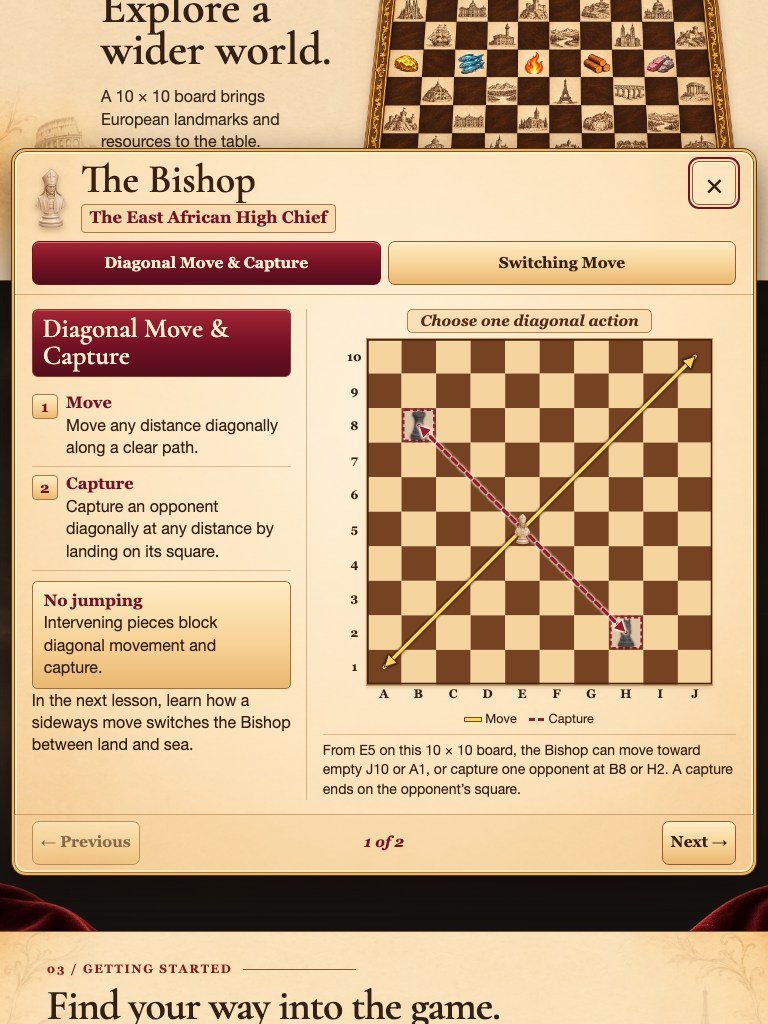 Explore a
wider world.
A 10 × 10 board brings
European landmarks and
resources to the table.
The Bishop
The East African High Chief
×
Diagonal Move & Capture
Switching Move
Diagonal Move &
Capture
1 Move
Move any distance diagonally
along a clear path.
2 Capture
Capture an opponent
diagonally at any distance by
landing on its square.
No jumping
Intervening pieces block
diagonal movement and
capture.
In the next lesson, learn how a
sideways move switches the Bishop
between land and sea.
Choose one diagonal action
10
9
8
7
6
5
4
3
2
1
A B C D E F G H I J
Move Capture
From E5 on this 10 × 10 board, the Bishop can move toward
empty J10 or A1, or capture one opponent at B8 or H2. A capture
ends on the opponent’s square.
← Previous
1 of 2
Next →
03 / GETTING STARTED
Find your way into the game.